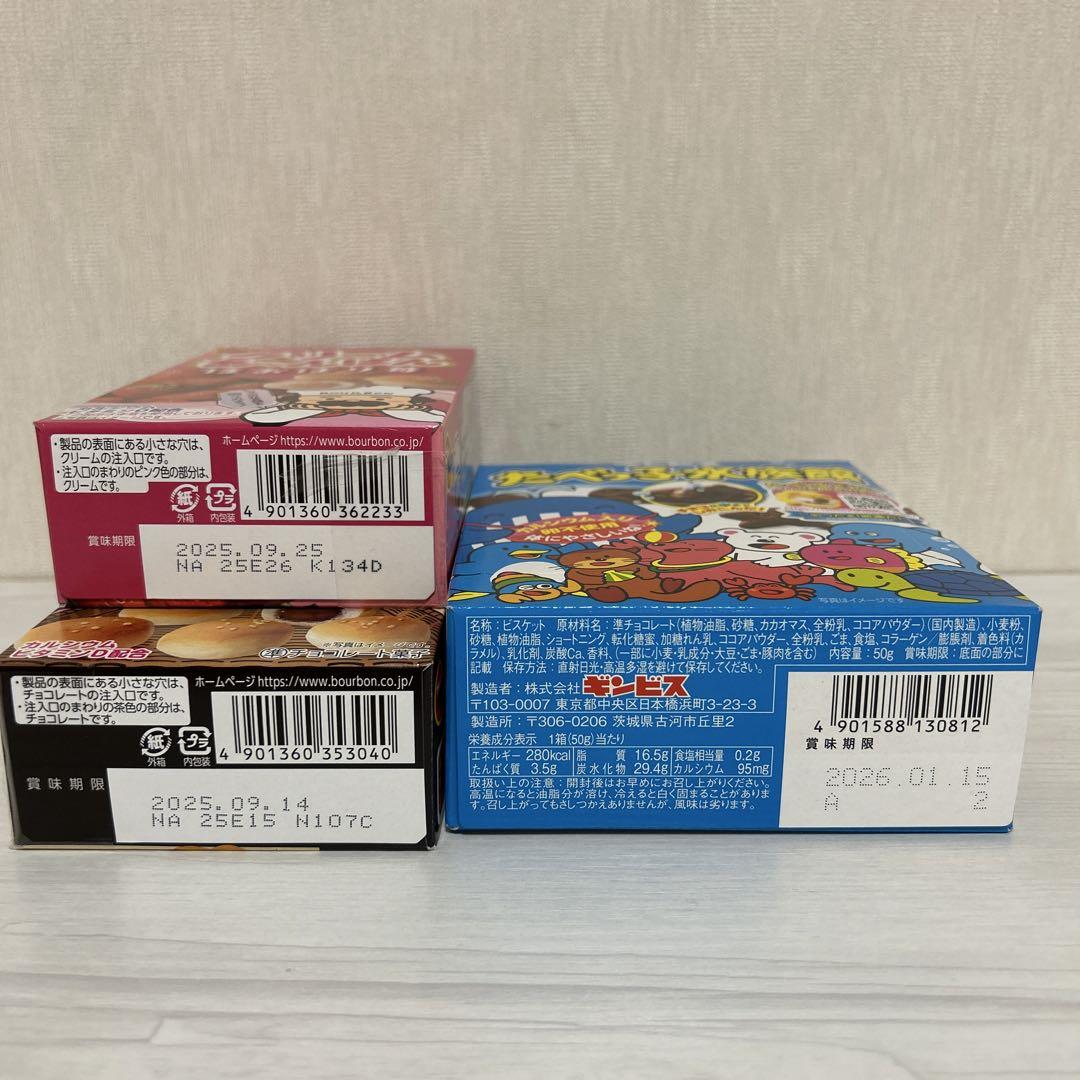 ・製品の表面にある小さな穴は、
クリームの注入口です。
・注入口のまわりのピンク色の部分は、
クリームです。
ホームページ https://www.bourbon.co.jp/
紙
外箱
プラ
内包装
4 901360 362233
賞味期限
2025.09.25
NA 25E26 K134D
カルシウム
ビタミンD配合
※写真はイメージです。
準チョコレート菓子
・製品の表面にある小さな穴は、
チョコレートの注入口です。
・注入口のまわりの茶色の部分は、
チョコレートです。
ホームページ https://www.bourbon.co.jp/
紙
外箱
プラ
内包装
4 901360 353040
賞味期限
2025.09.14
NA 25E15 N107C
たべっ子水族館
卵不使用
写真はイメージです
名称：ビスケット 原材料名：準チョコレート（植物油脂、砂糖、カカオマス、全粉乳、ココアパウダー）（国内製造）、小麦粉、
砂糖、植物油脂、ショートニング、転化糖蜜、加糖れん乳、ココアパウダー、全粉乳、ごま、食塩、コラーゲン／膨脹剤、着色料（カ
ラメル）、乳化剤、炭酸Ca、香料、（一部に小麦・乳成分・大豆・ごま・豚肉を含む） 内容量：50g 賞味期限：底面の部分に
記載 保存方法：直射日光・高温多湿を避けて保存してください。
製造者：株式会社ギンビス
〒103-0007 東京都中央区日本橋浜町3-23-3
製造所：〒306-0206 茨城県古河市丘里2
栄養成分表示 1箱(50g)当たり
エネルギー 280kcal 脂質 16.5g 食塩相当量 0.2g
たんぱく質 3.5g 炭水化物 29.4g カルシウム 95mg
取扱い上の注意：開封後はお早めにお召し上がりください。
高温になると油脂分が溶け、冷えると白く固まることがありま
す。召し上がってもさしつかえありませんが、風味は劣ります。
4 901588 130812
賞味期限
2026.01.15
A 2